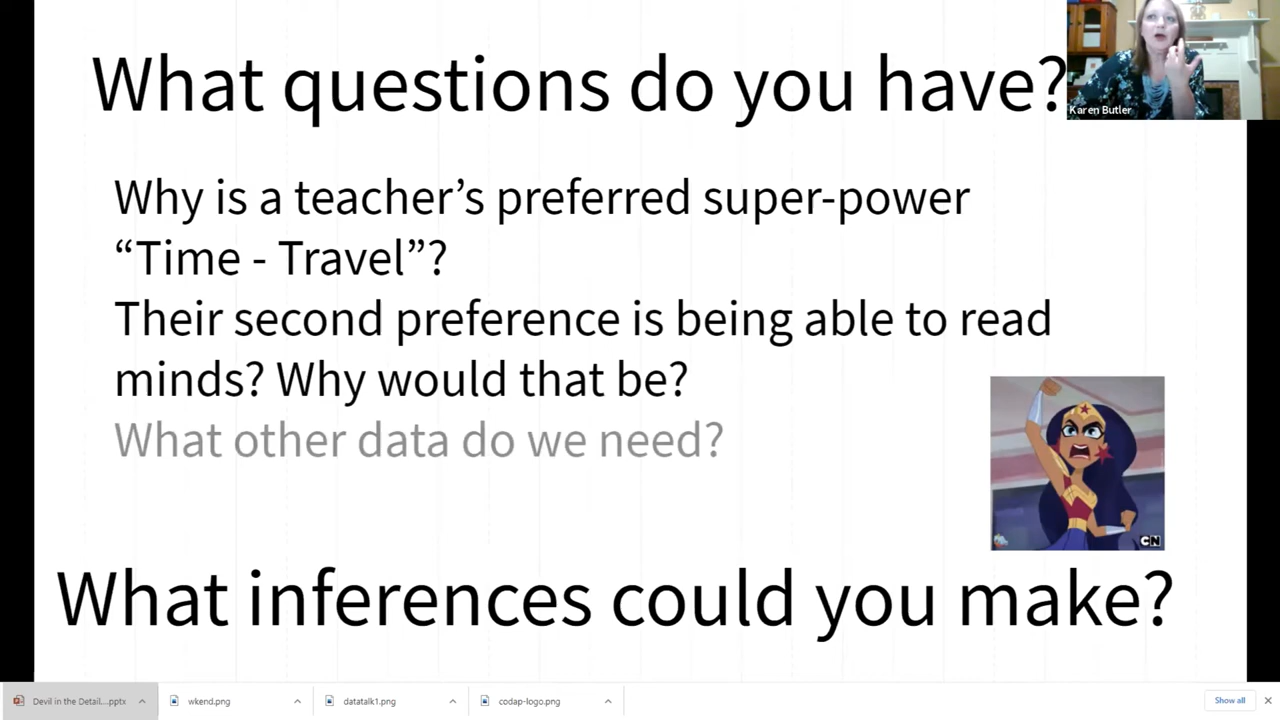 What questions do you have?
Karen Butler
Why is a teacher’s preferred super-power
“Time - Travel”?
Their second preference is being able to read
minds? Why would that be?
What other data do we need?
CN
What inferences could you make?
Devil in the Detail....pptx
wkend.png
datatalk1.png
codap-logo.png
Show all